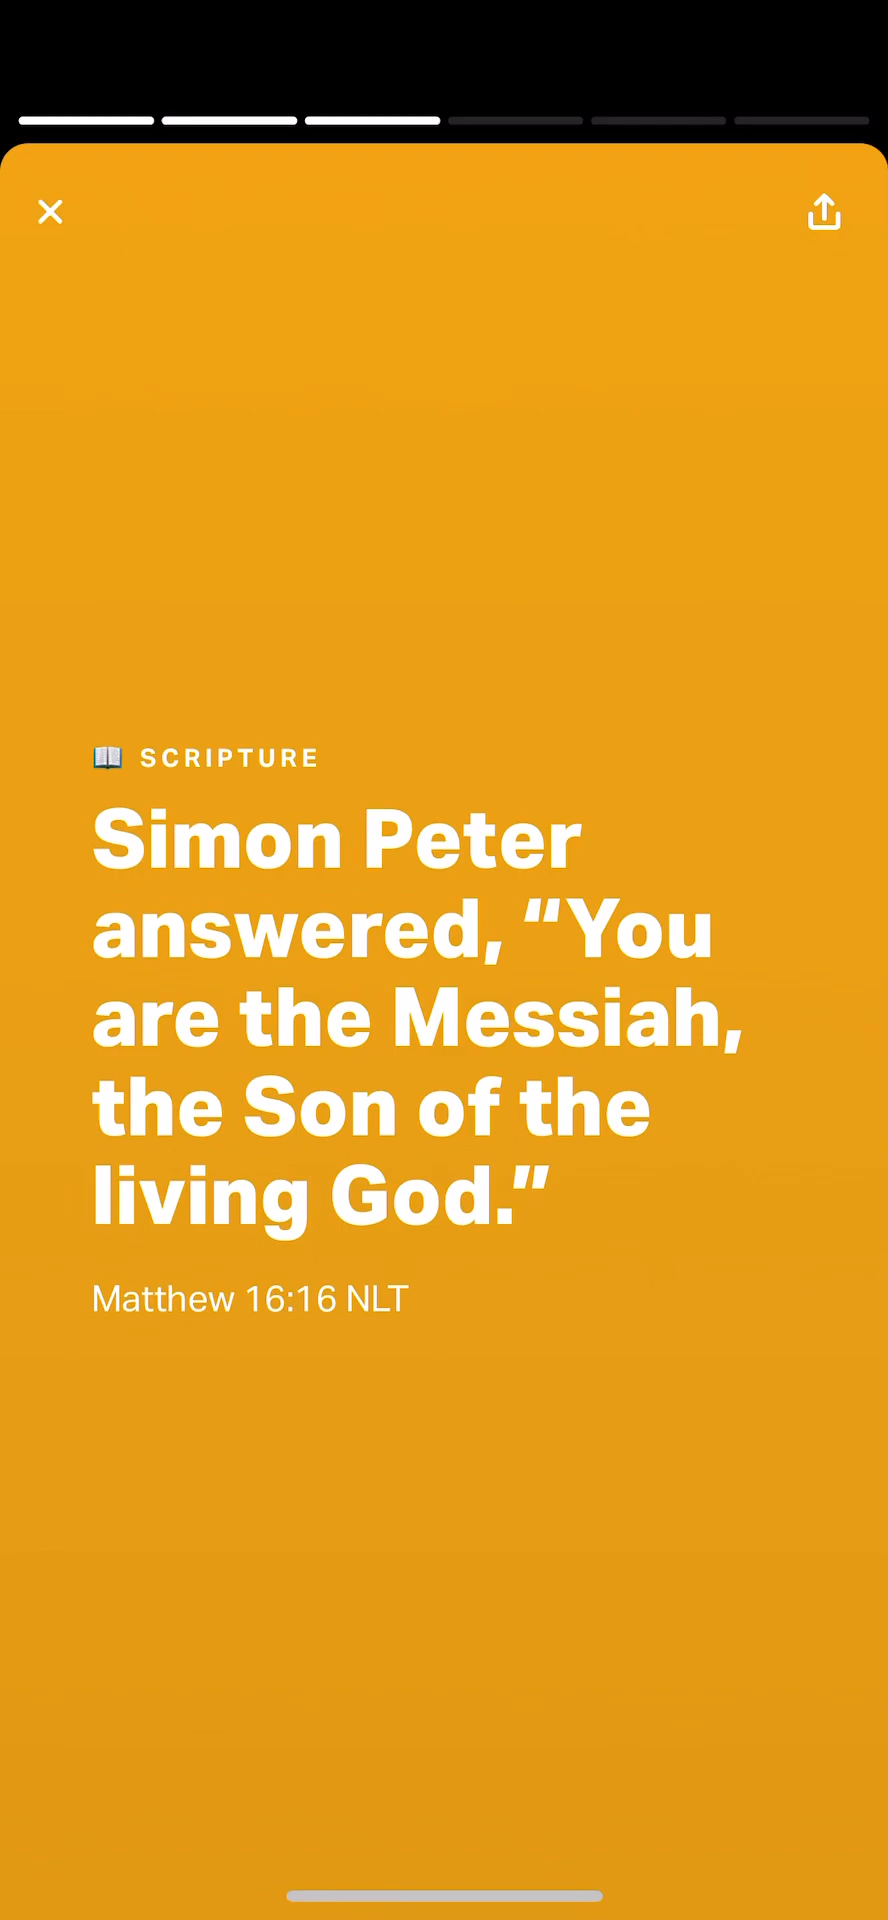 📖 SCRIPTURE
Simon Peter
answered, “You
are the Messiah,
the Son of the
living God.”
Matthew 16:16 NLT